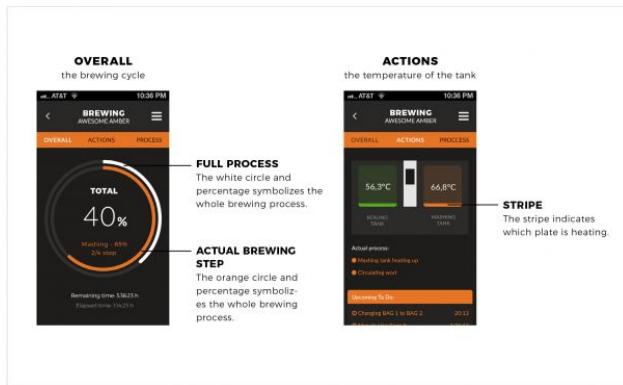 OVERALL
the brewing cycle
AT&T 10:36 PM
BREWING
AWESOME AMBER
OVERALL ACTIONS PROCCESS
TOTAL
40%
Mashing - 65%
2/4 step
Remaining time:
Elapsed time:
FULL PROCESS
The white circle and
percentage symbolizes the
whole brewing process.
ACTUAL BREWING
STEP
The orange circle and
percentage symboliz-
es the whole brewing
process.
ACTIONS
the temperature of the tank
AT&T 10:36 PM
BREWING
AWESOME AMBER
OVERALL ACTIONS PROCCESS
56,3°C 66,8°C
BOILING
TANK
MASHING
TANK
Actual process:
Mashing tank heating up
Circulating wort
Upcoming To Do:
Changing BAG 1 to BAG 2 20:13
STRIPE
The stripe indicates
which plate is heating.